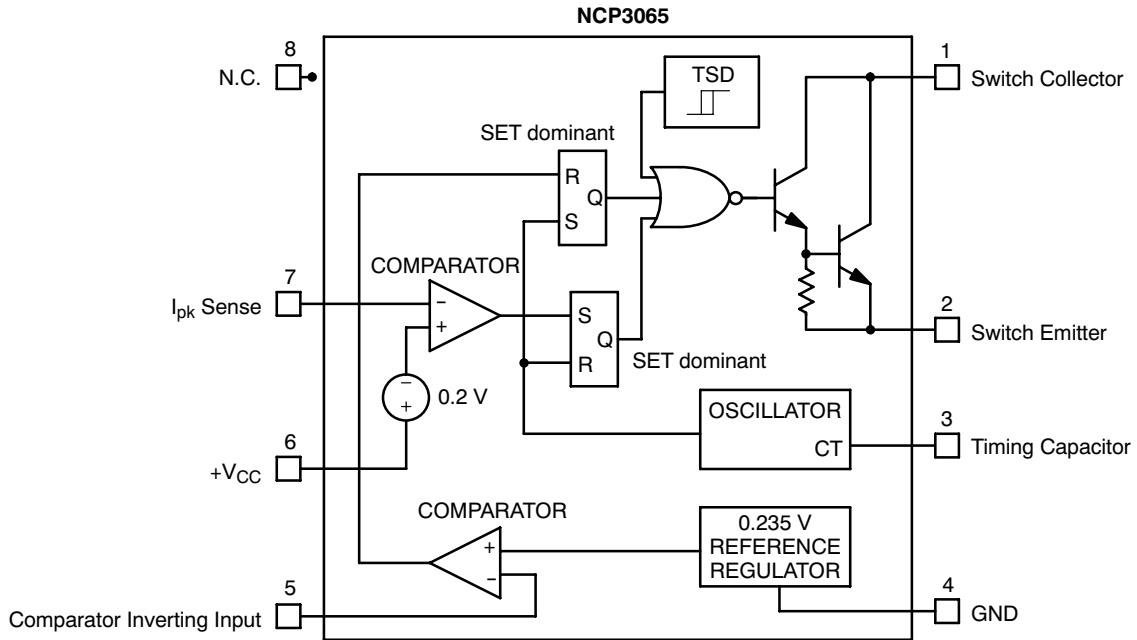 NCP3065
8
N.C.
1
Switch Collector
TSD
SET dominant
R
Q
S
COMPARATOR
7
Ipk Sense
−
+
S
Q
R
SET dominant
2
Switch Emitter
−
+
0.2 V
OSCILLATOR
CT
3
Timing Capacitor
6
+VCC
COMPARATOR
+
−
0.235 V
REFERENCE
REGULATOR
5
Comparator Inverting Input
4
GND